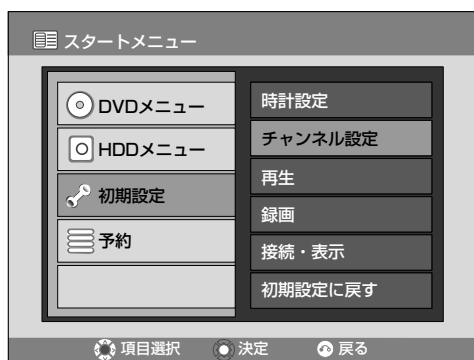 スタートメニュー
DVDメニュー
HDDメニュー
初期設定
予約
時計設定
チャンネル設定
再生
録画
接続・表示
初期設定に戻す
項目選択 決定 戻る